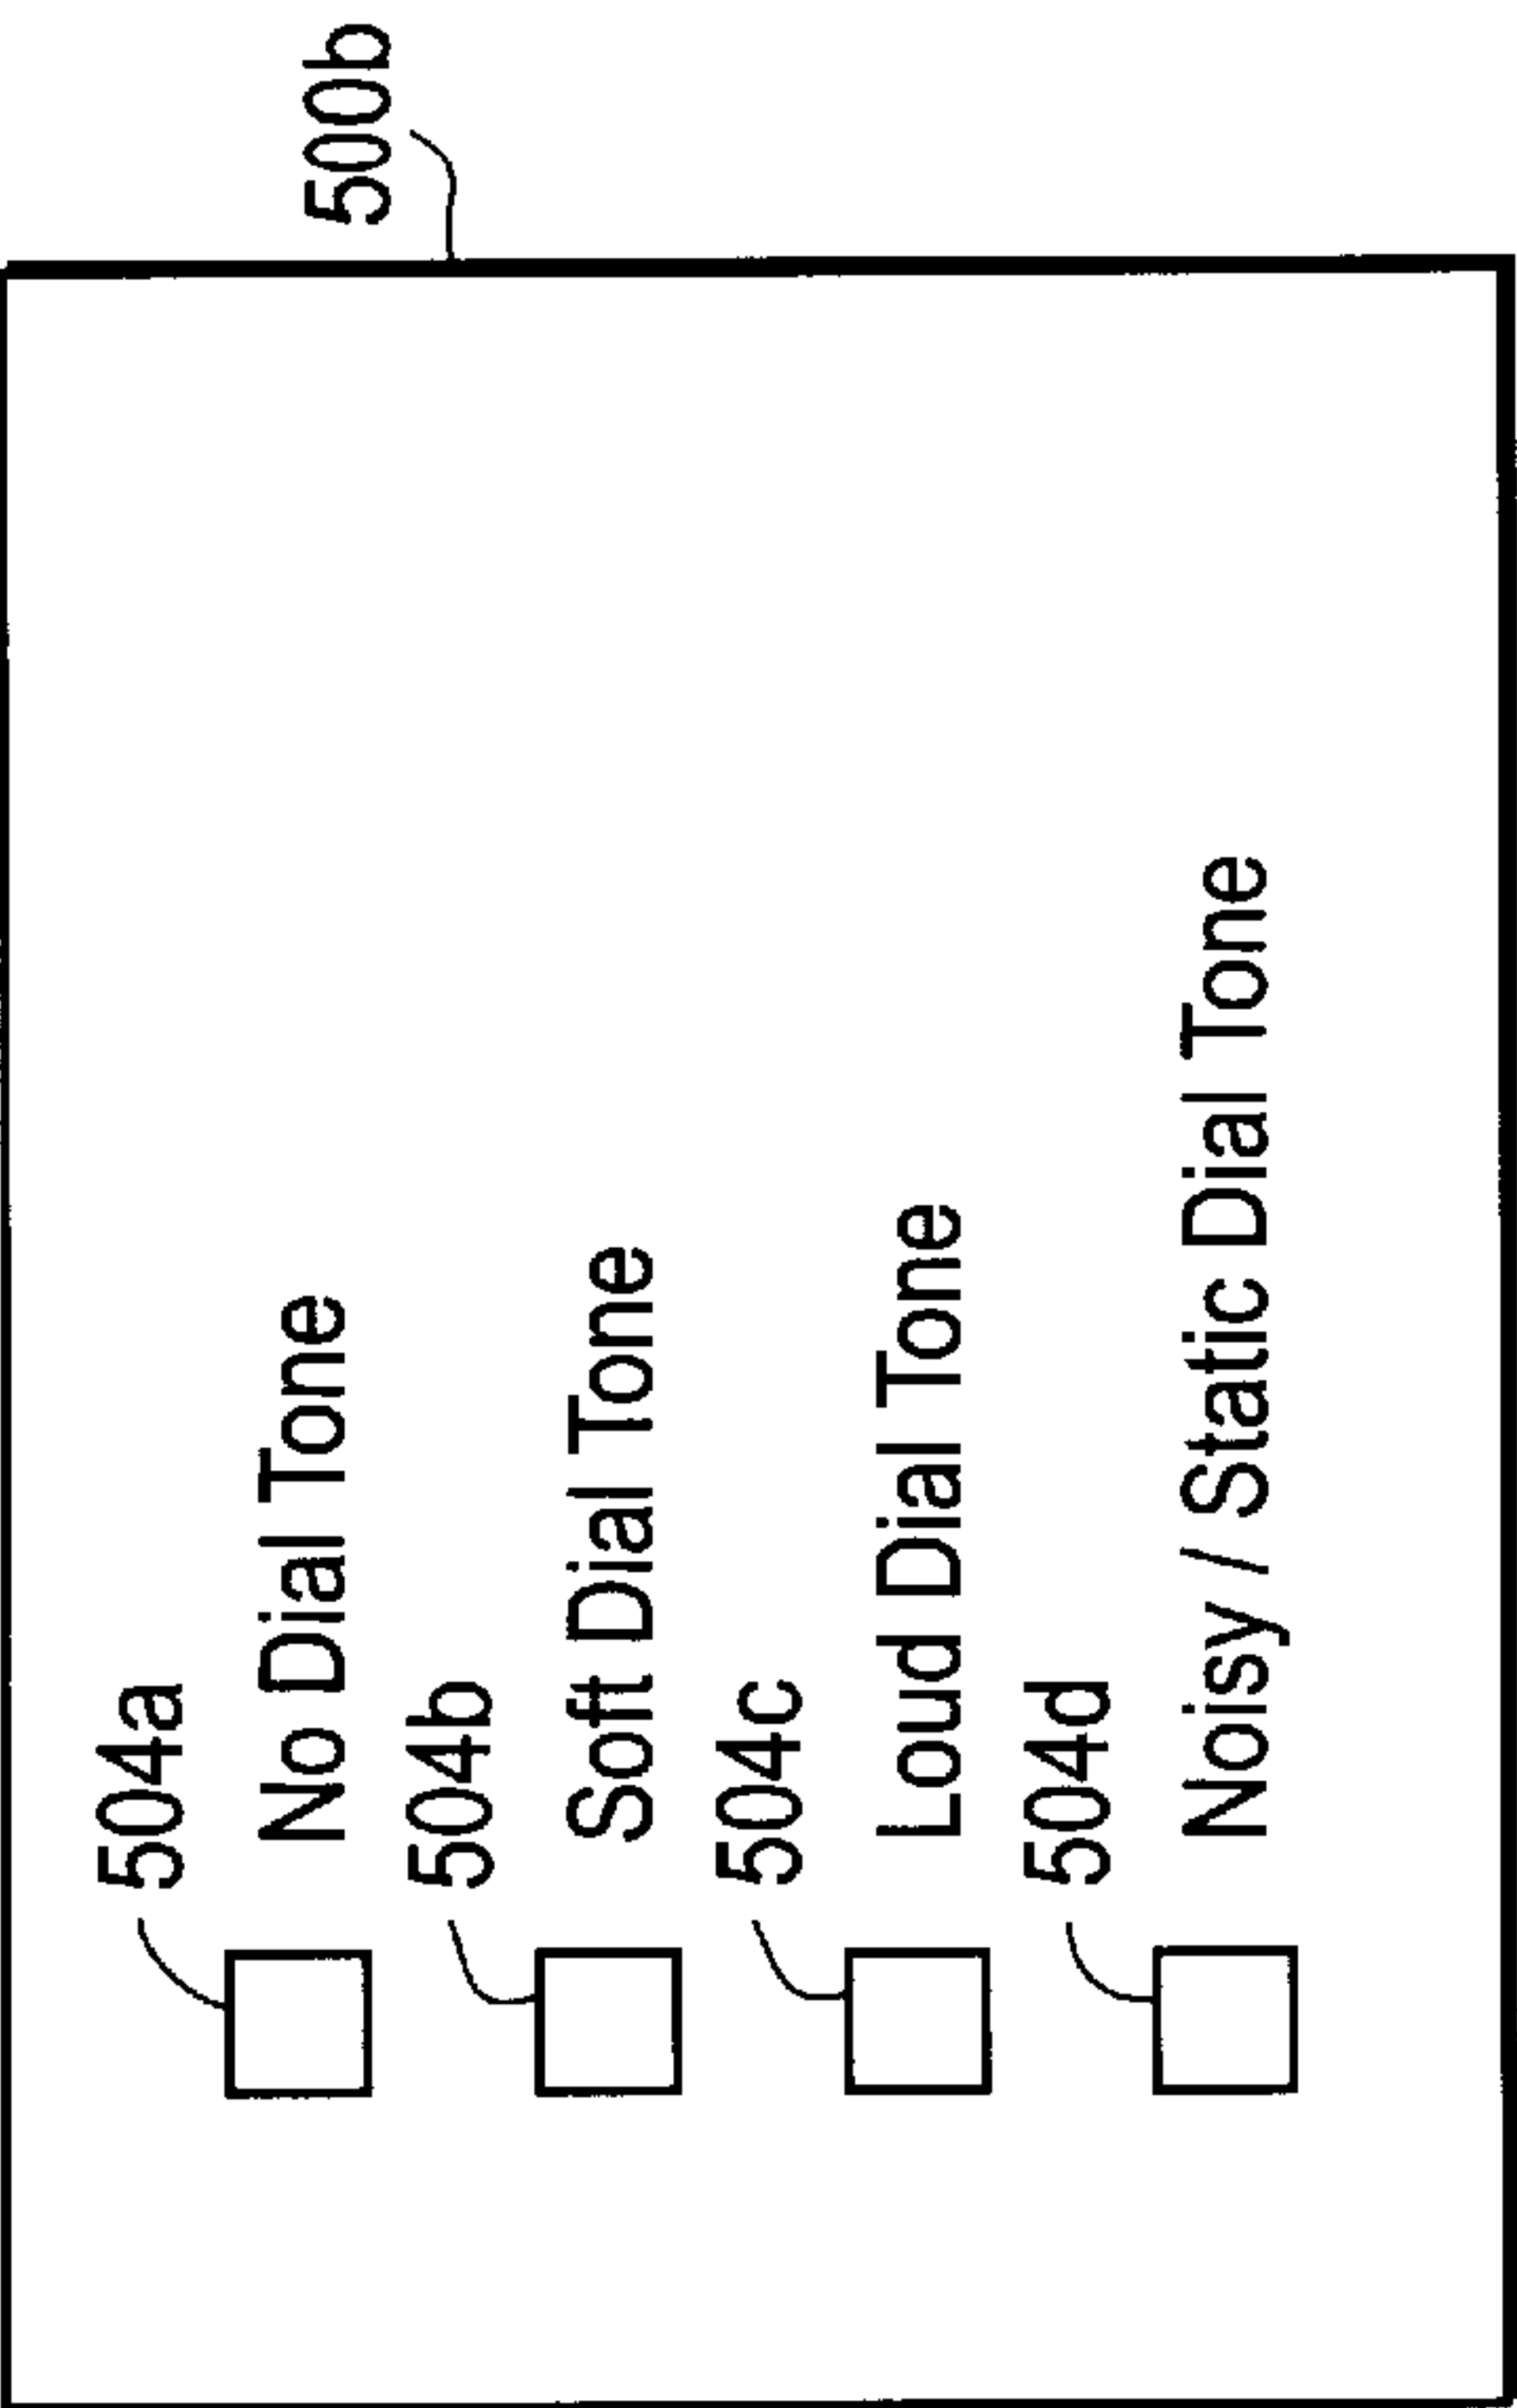 500b
504a
No Dial Tone
504b
Soft Dial Tone
504c
Loud Dial Tone
504d
Noisy / Static Dial Tone